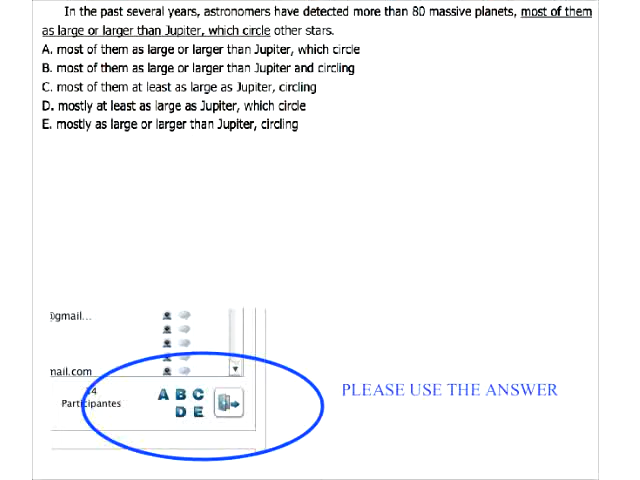 In the past several years, astronomers have detected more than 80 massive planets, most of them
as large or larger than Jupiter, which circle other stars.
A. most of them as large or larger than Jupiter, which circle
B. most of them as large or larger than Jupiter and circling
C. most of them at least as large as Jupiter, circling
D. mostly at least as large as Jupiter, which circle
E. mostly as large or larger than Jupiter, circling
@gmail...
mail.com
Participantes
A B C
D E
PLEASE USE THE ANSWER